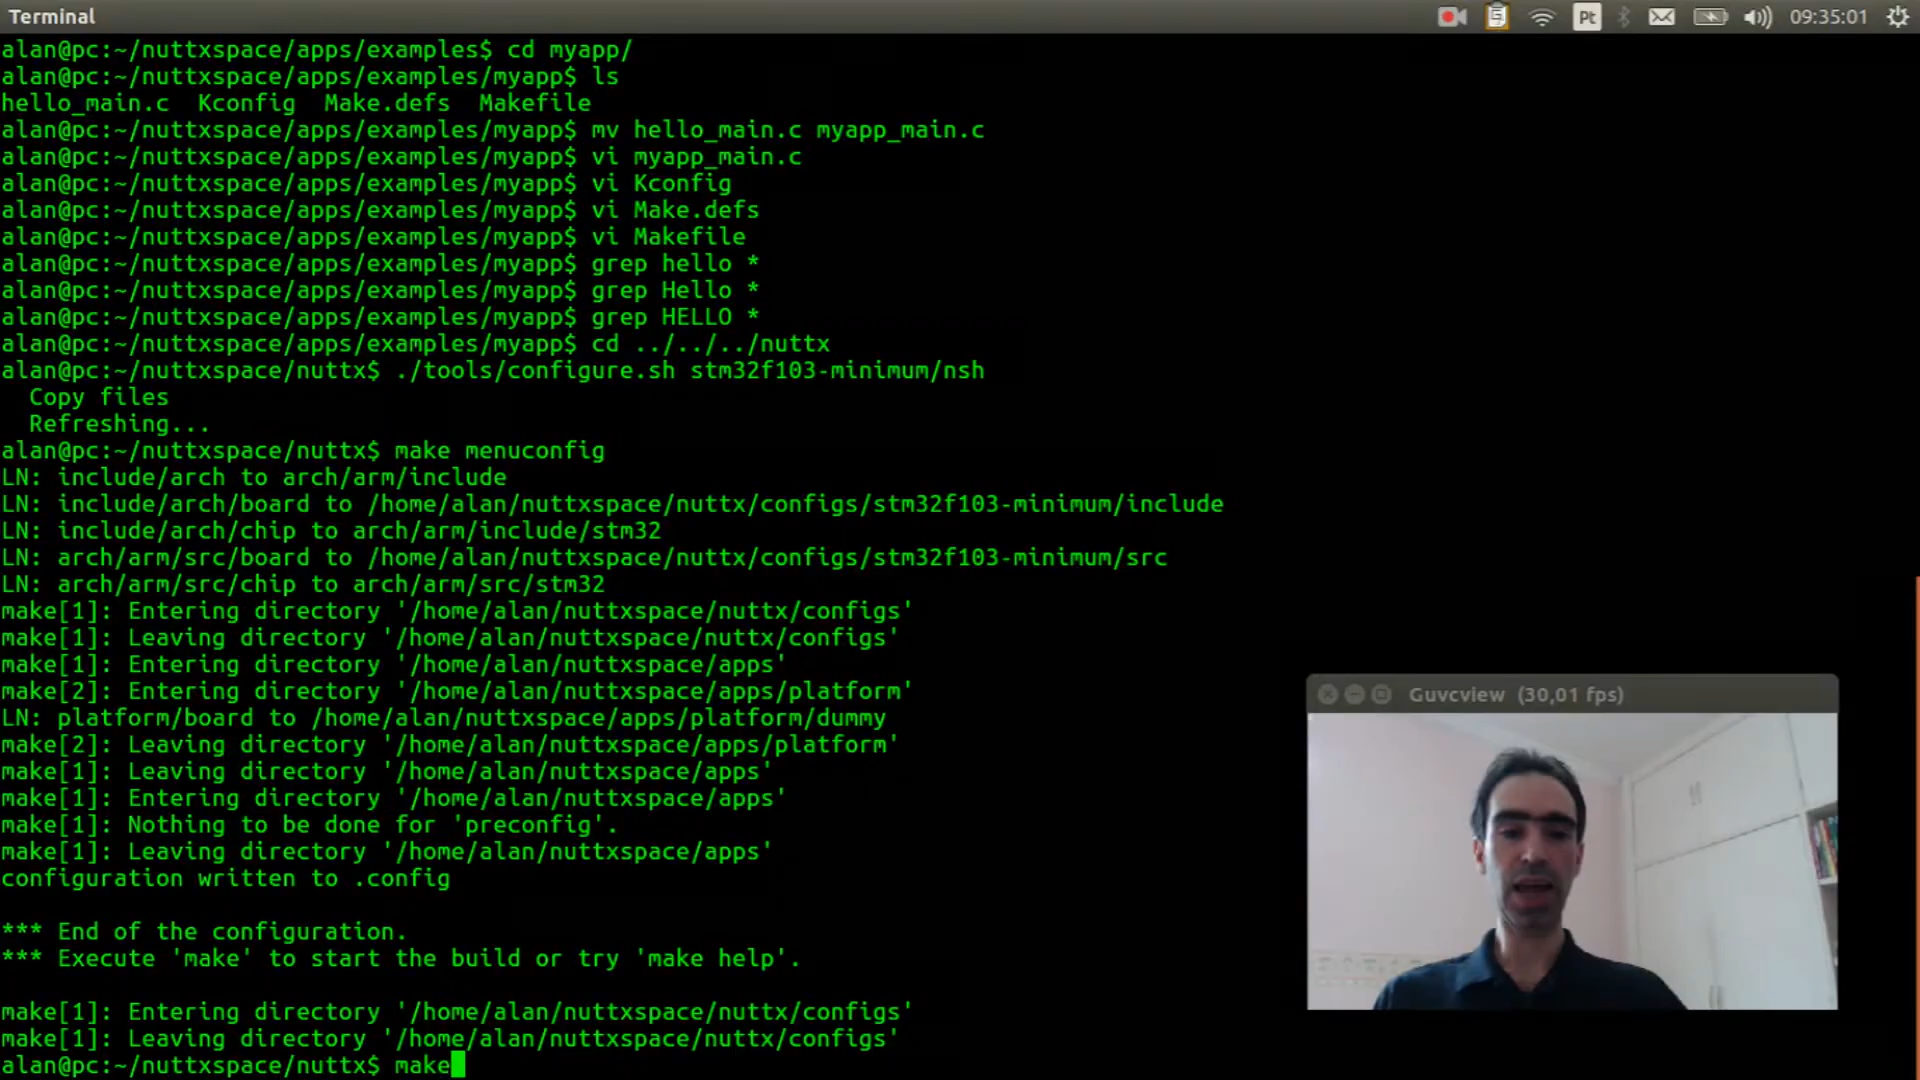 Terminal
Pt
09:35:01
alan@pc:~/nuttxspace/apps/examples$ cd myapp/
alan@pc:~/nuttxspace/apps/examples/myapp$ ls
hello_main.c  Kconfig  Make.defs  Makefile
alan@pc:~/nuttxspace/apps/examples/myapp$ mv hello_main.c myapp_main.c
alan@pc:~/nuttxspace/apps/examples/myapp$ vi myapp_main.c
alan@pc:~/nuttxspace/apps/examples/myapp$ vi Kconfig
alan@pc:~/nuttxspace/apps/examples/myapp$ vi Make.defs
alan@pc:~/nuttxspace/apps/examples/myapp$ vi Makefile
alan@pc:~/nuttxspace/apps/examples/myapp$ grep hello *
alan@pc:~/nuttxspace/apps/examples/myapp$ grep Hello *
alan@pc:~/nuttxspace/apps/examples/myapp$ grep HELLO *
alan@pc:~/nuttxspace/apps/examples/myapp$ cd ../../../nuttx
alan@pc:~/nuttxspace/nuttx$ ./tools/configure.sh stm32f103-minimum/nsh
  Copy files
  Refreshing...
alan@pc:~/nuttxspace/nuttx$ make menuconfig
LN: include/arch to arch/arm/include
LN: include/arch/board to /home/alan/nuttxspace/nuttx/configs/stm32f103-minimum/include
LN: include/arch/chip to arch/arm/include/stm32
LN: arch/arm/src/board to /home/alan/nuttxspace/nuttx/configs/stm32f103-minimum/src
LN: arch/arm/src/chip to arch/arm/src/stm32
make[1]: Entering directory '/home/alan/nuttxspace/nuttx/configs'
make[1]: Leaving directory '/home/alan/nuttxspace/nuttx/configs'
make[1]: Entering directory '/home/alan/nuttxspace/apps'
make[2]: Entering directory '/home/alan/nuttxspace/apps/platform'
LN: platform/board to /home/alan/nuttxspace/apps/platform/dummy
make[2]: Leaving directory '/home/alan/nuttxspace/apps/platform'
make[1]: Leaving directory '/home/alan/nuttxspace/apps'
make[1]: Entering directory '/home/alan/nuttxspace/apps'
make[1]: Nothing to be done for 'preconfig'.
make[1]: Leaving directory '/home/alan/nuttxspace/apps'
configuration written to .config
*** End of the configuration.
*** Execute 'make' to start the build or try 'make help'.
make[1]: Entering directory '/home/alan/nuttxspace/nuttx/configs'
make[1]: Leaving directory '/home/alan/nuttxspace/nuttx/configs'
alan@pc:~/nuttxspace/nuttx$ make
Guvcview  (30,01 fps)